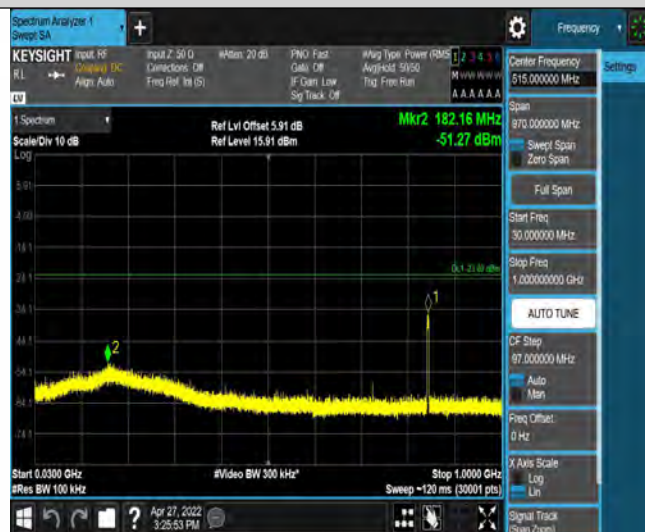 Spectrum Analyzer 1
Swept SA
+
Frequency
KEYSIGHT
Input: RF
Coupling: DC
Align: Auto
Input Z: 50 Ω
Corrections: Off
Freq Ref: Int (S)
#Atten: 20 dB
PNO: Fast
Gate: Off
IF Gain: Low
Sig Track: Off
#Avg Type: Power (RMS
Avg|Hold: 50/50
Trig: Free Run
1 2 3 4 5 6
M W W W W W
A A A A A A
RL
LV
1 Spectrum
Scale/Div 10 dB
Ref Lvl Offset 5.91 dB
Ref Level 15.91 dBm
Mkr2 182.16 MHz
-51.27 dBm
Log
5.91
-4.09
-14.1
-24.1
DL1 -23.00 dBm
-34.1
1
-44.1
2
-54.1
-64.1
-74.1
Start 0.0300 GHz
#Res BW 100 kHz
#Video BW 300 kHz*
Stop 1.0000 GHz
Sweep ~120 ms (30001 pts)
Apr 27, 2022
3:25:53 PM
?
Center Frequency
515.000000 MHz
Settings
Span
970.000000 MHz
Swept Span
Zero Span
Full Span
Start Freq
30.000000 MHz
Stop Freq
1.000000000 GHz
AUTO TUNE
CF Step
97.000000 MHz
Auto
Man
Freq Offset
0 Hz
X Axis Scale
Log
Lin
Signal Track
(Span Zoom)